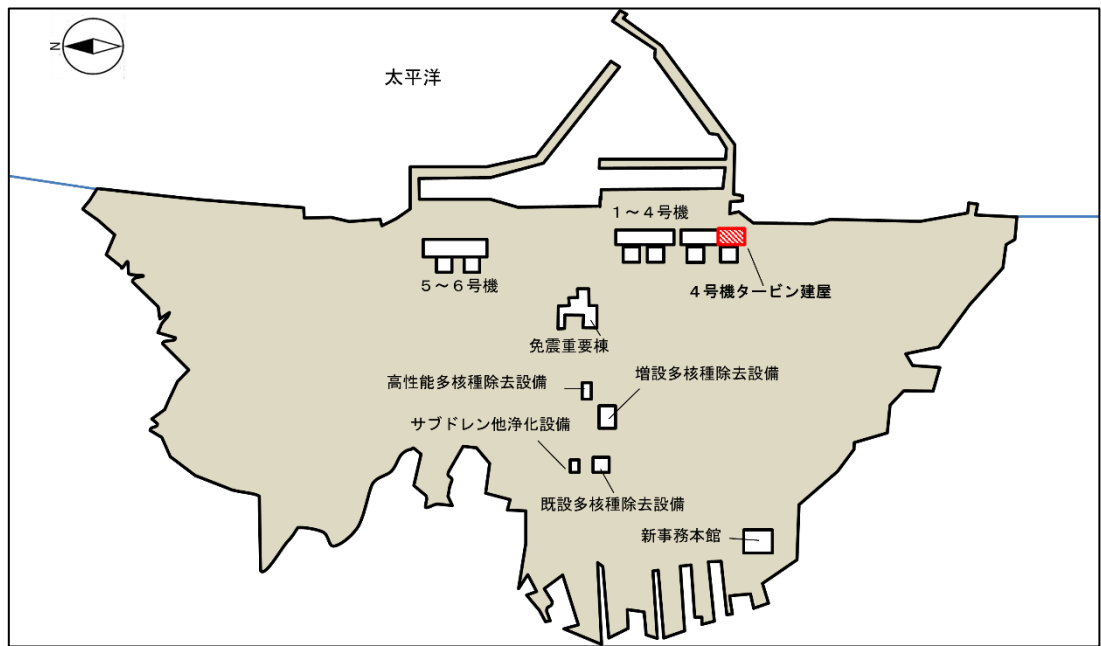 N
太平洋
1～4号機
5～6号機
4号機タービン建屋
免震重要棟
高性能多核種除去設備
増設多核種除去設備
サブドレン他浄化設備
既設多核種除去設備
新事務本館